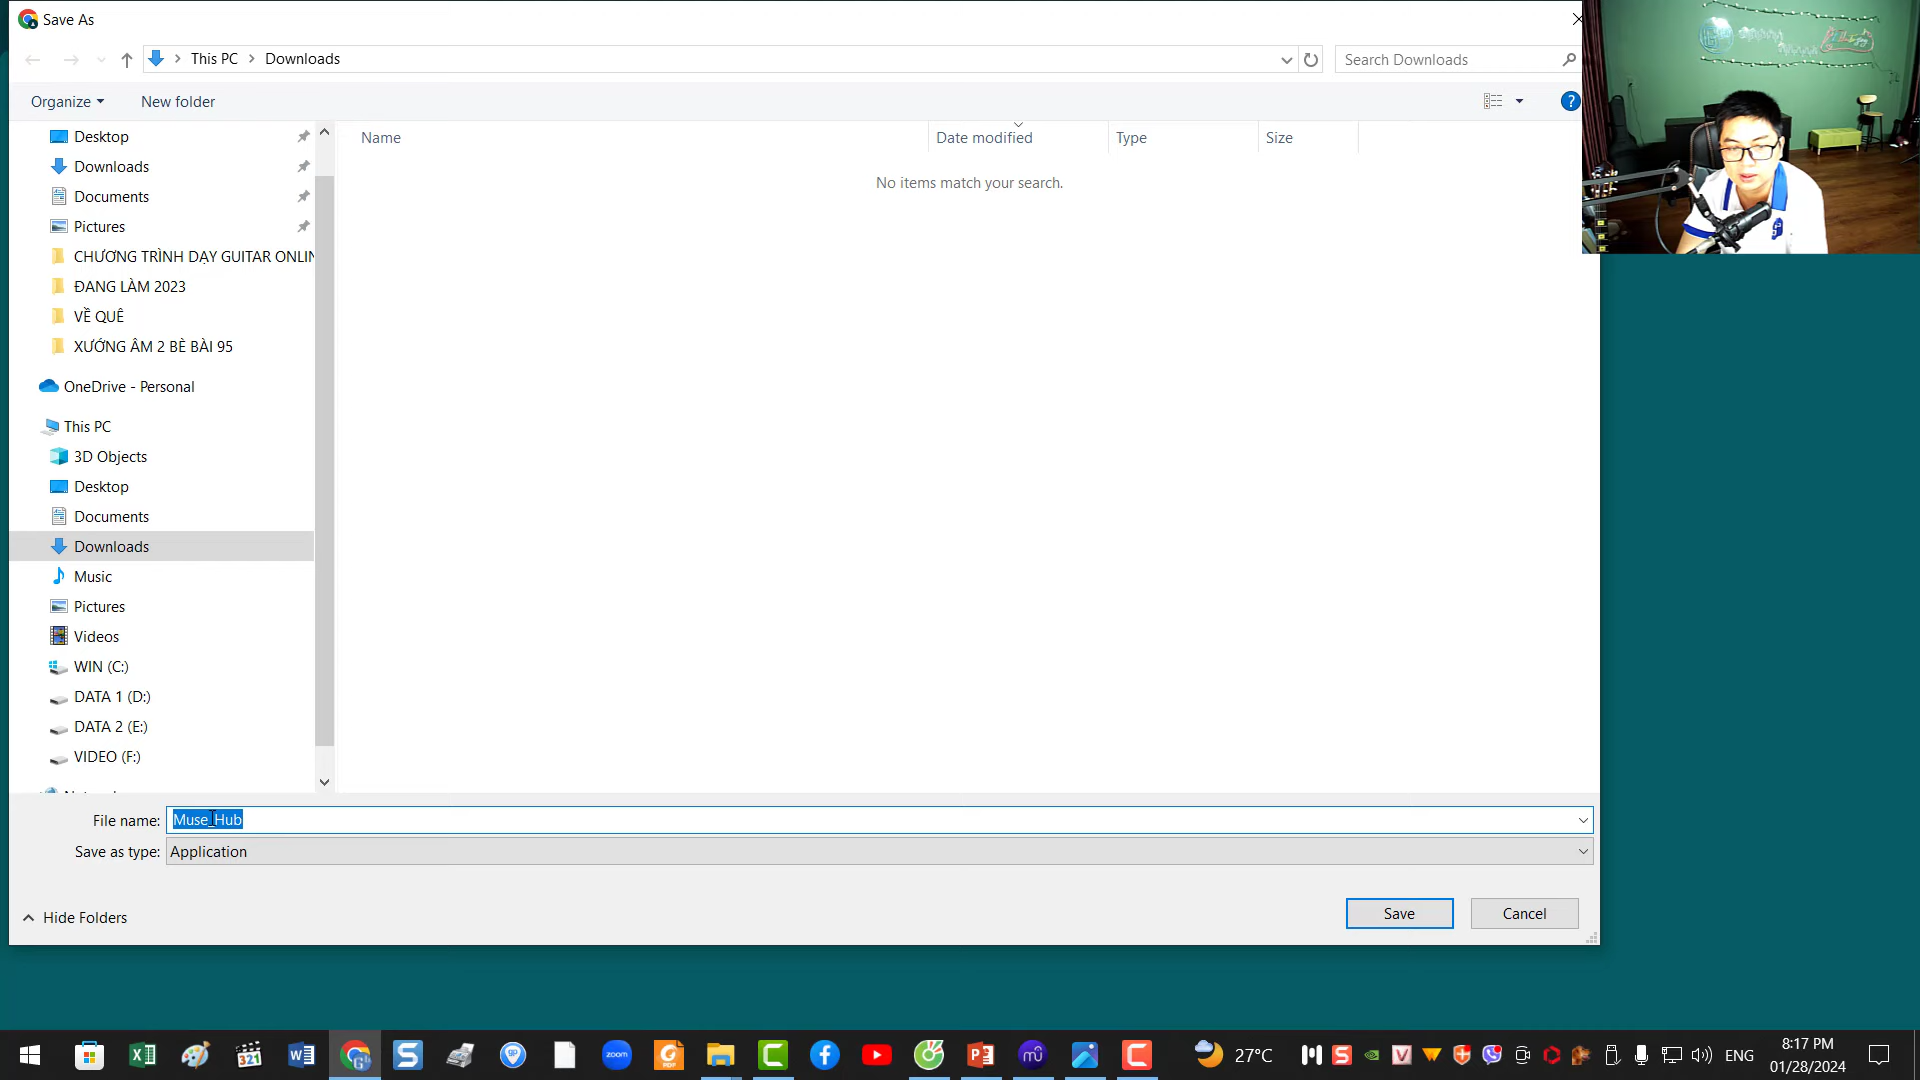 Save As
This PC > Downloads
Search Downloads
Organize
New folder
?
Name
Date modified
Type
Size
No items match your search.
Desktop
Downloads
Documents
Pictures
CHƯƠNG TRÌNH DẠY GUITAR ONLIN
ĐANG LÀM 2023
VỀ QUÊ
XƯỚNG ÂM 2 BÈ BÀI 95
OneDrive - Personal
This PC
3D Objects
Desktop
Documents
Downloads
Music
Pictures
Videos
WIN (C:)
DATA 1 (D:)
DATA 2 (E:)
VIDEO (F:)
File name:
Muse_Hub
Save as type:
Application
Hide Folders
Save
Cancel
321
zoom
27°C
ENG
8:17 PM
01/28/2024